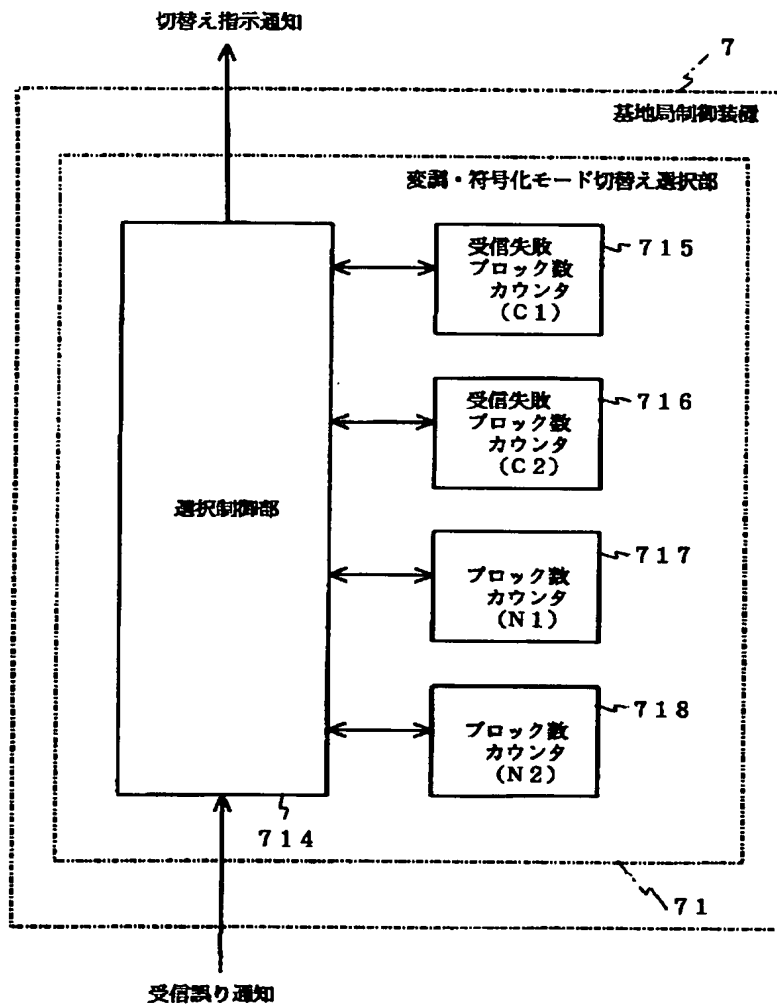 切替え指示通知
7
基地局制御装置
変調・符号化モード切替え選択部
受信失敗
ブロック数
カウンタ
(C1)
715
受信失敗
ブロック数
カウンタ
(C2)
716
選択制御部
ブロック数
カウンタ
(N1)
717
ブロック数
カウンタ
(N2)
718
714
71
受信誤り通知